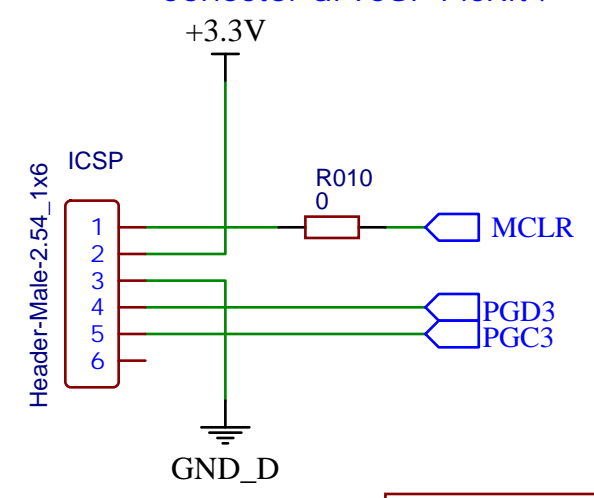 +3.3V
ICSP
Header-Male-2.54_1x6
R010
0
1
2
3
4
5
6
MCLR
PGD3
PGC3
GND_D